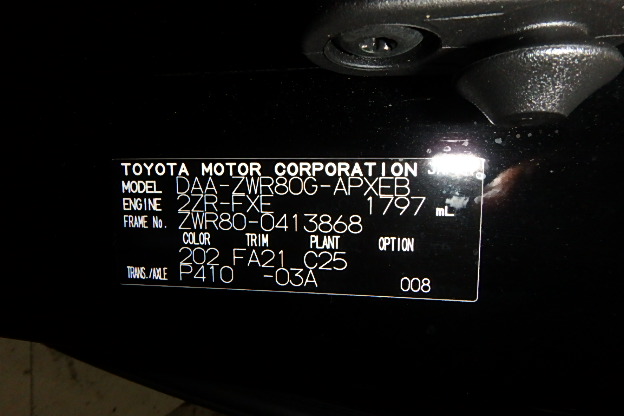 TOYOTA MOTOR CORPORATION
MODEL DAA-ZWR80G-APXEB
ENGINE 2ZR-FXE 1797 mL
FRAME No. ZWR80-0413868
COLOR TRIM PLANT OPTION
202 FA21 C25
TRANS./AXLE P410 -03A 008